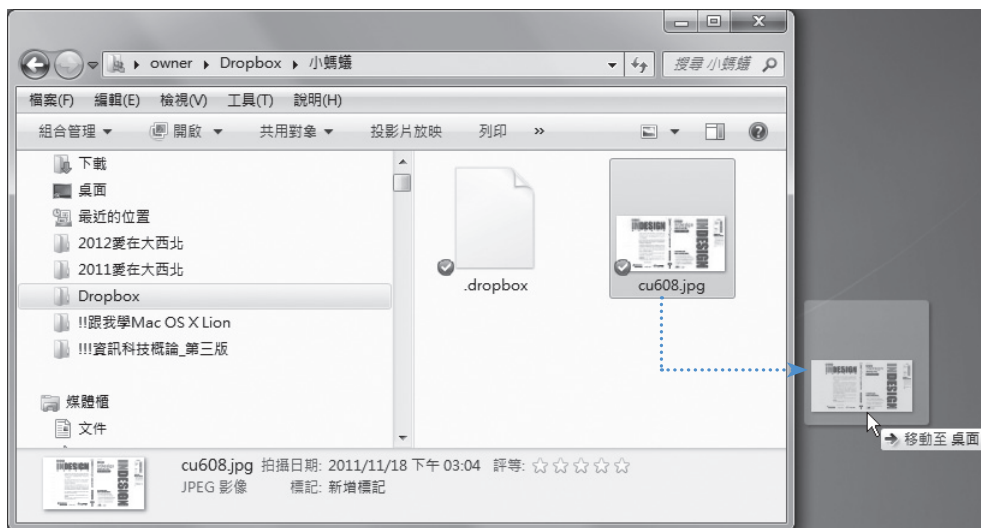 owner Dropbox 小螞蟻
搜尋 小螞蟻
檔案(F) 編輯(E) 檢視(V) 工具(T) 說明(H)
組合管理 開啟 共用對象 投影片放映 列印 »
下載
桌面
最近的位置
2012愛在大西北
2011愛在大西北
Dropbox
!!跟我學Mac OS X Lion
!!!資訊科技概論_第三版
媒體櫃
文件
INDESIGN
.dropbox
cu608.jpg
INDESIGN
移動至 桌面
INDESIGN
cu608.jpg 拍攝日期: 2011/11/18 下午 03:04 評等: ☆☆☆☆☆
JPEG 影像 標記: 新增標記